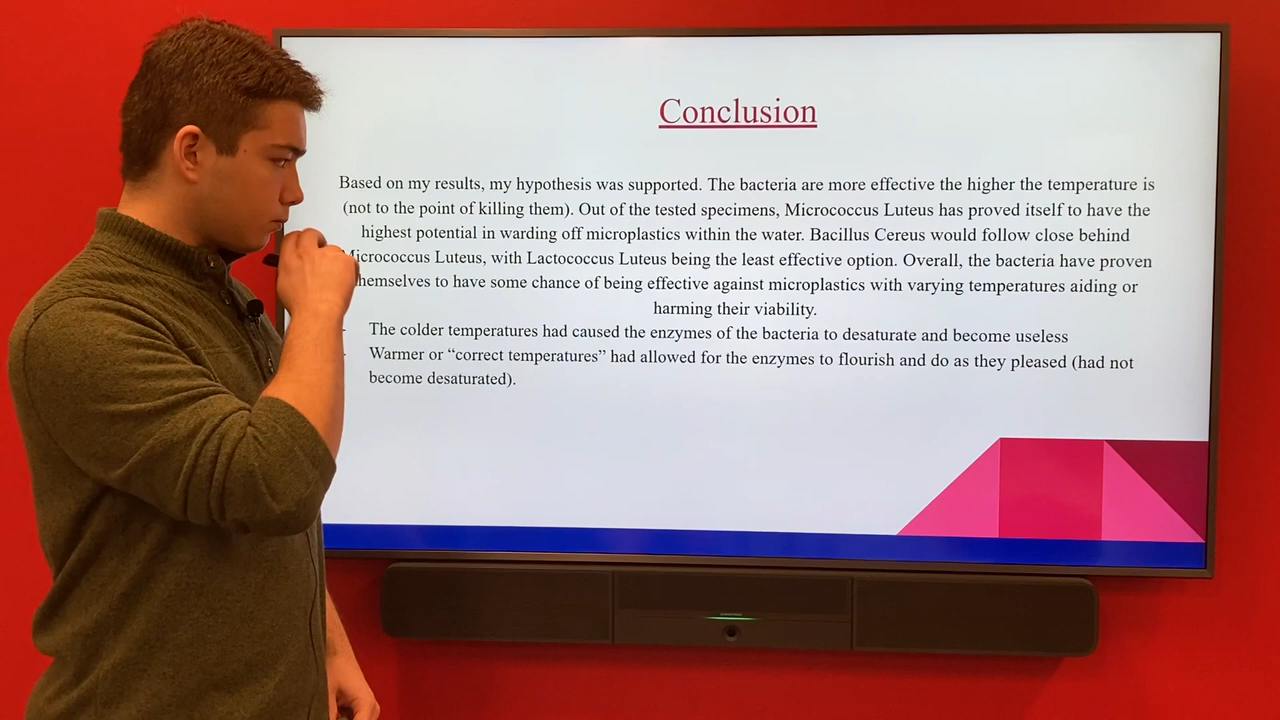 Conclusion
Based on my results, my hypothesis was supported. The bacteria are more effective the higher the temperature is
(not to the point of killing them). Out of the tested specimens, Micrococcus Luteus has proved itself to have the
highest potential in warding off microplastics within the water. Bacillus Cereus would follow close behind
Micrococcus Luteus, with Lactococcus Luteus being the least effective option. Overall, the bacteria have proven
themselves to have some chance of being effective against microplastics with varying temperatures aiding or
harming their viability.
- The colder temperatures had caused the enzymes of the bacteria to desaturate and become useless
- Warmer or “correct temperatures” had allowed for the enzymes to flourish and do as they pleased (had not
become desaturated).